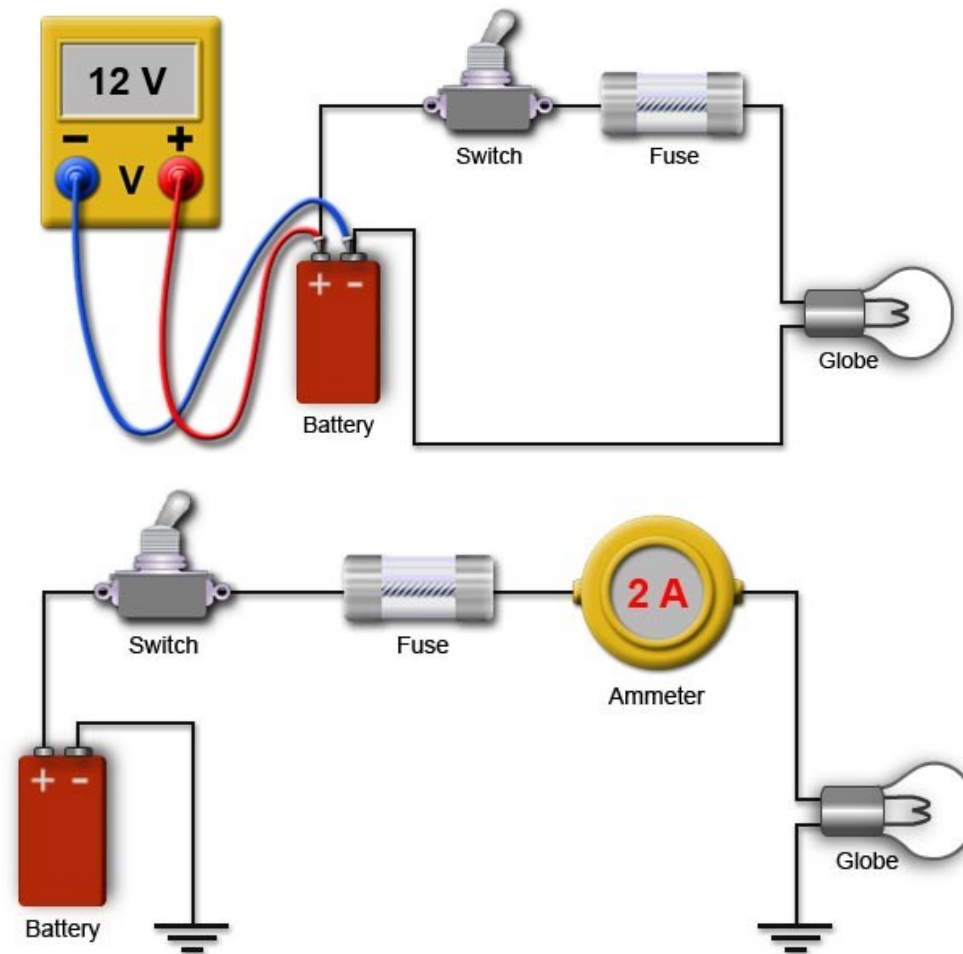 12 V
− +
V
Switch
Fuse
+ −
Globe
Battery
2 A
Switch
Fuse
Ammeter
+ −
Globe
Battery